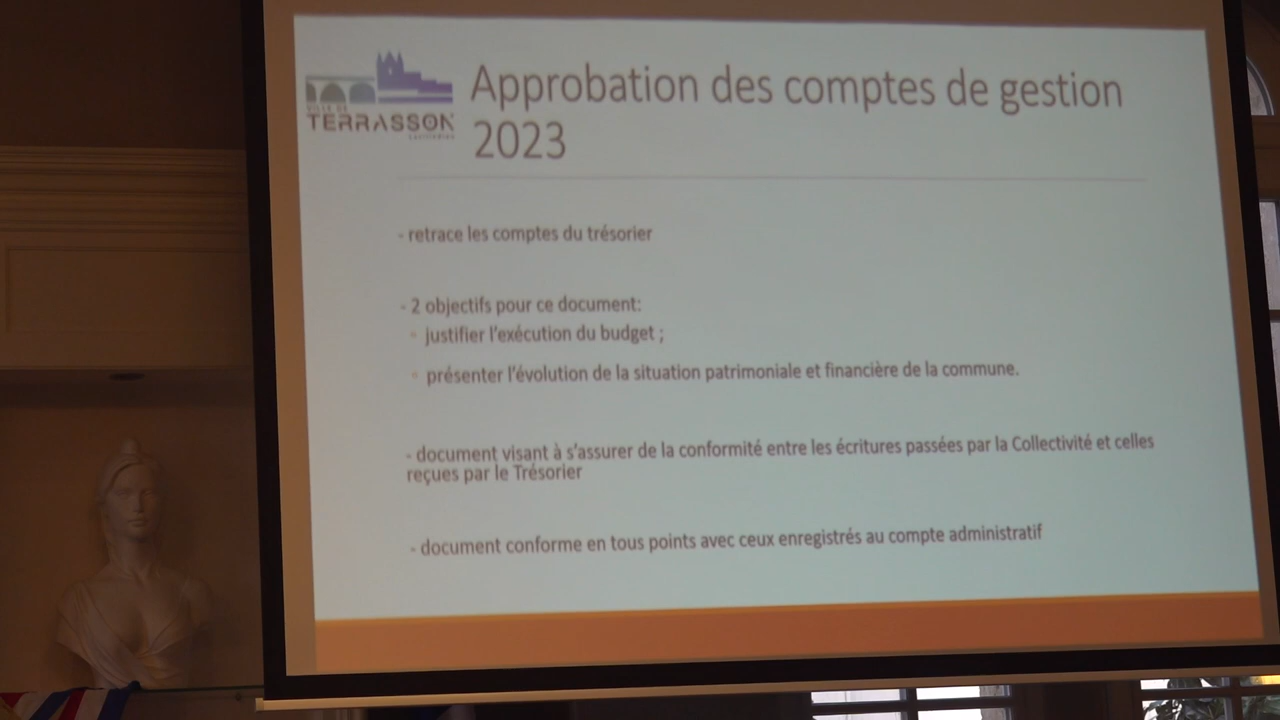 Approbation des comptes de gestion
2023
VILLE DE
TERRASSON
- retrace les comptes du trésorier
- 2 objectifs pour ce document:
justifier l'exécution du budget ;
présenter l'évolution de la situation patrimoniale et financière de la commune.
- document visant à s'assurer de la conformité entre les écritures passées par la Collectivité et celles
reçues par le Trésorier
- document conforme en tous points avec ceux enregistrés au compte administratif